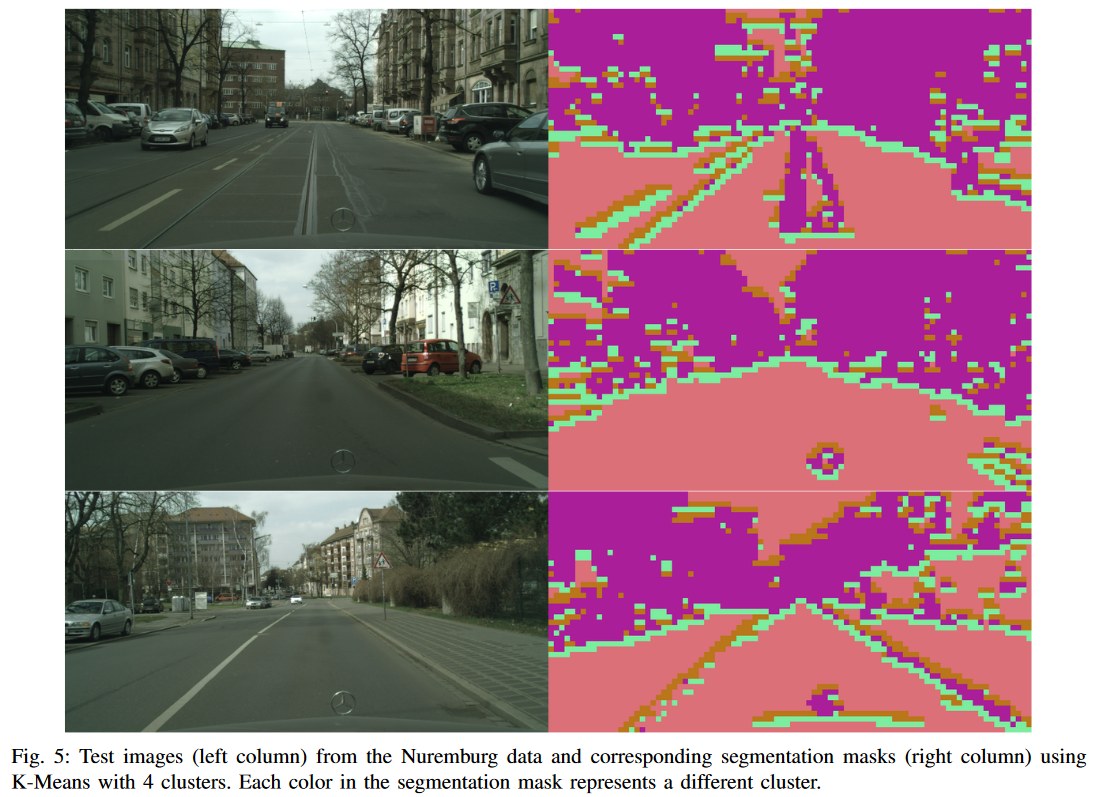 Fig. 5: Test images (left column) from the Nuremburg data and corresponding segmentation masks (right column) using
K-Means with 4 clusters. Each color in the segmentation mask represents a different cluster.